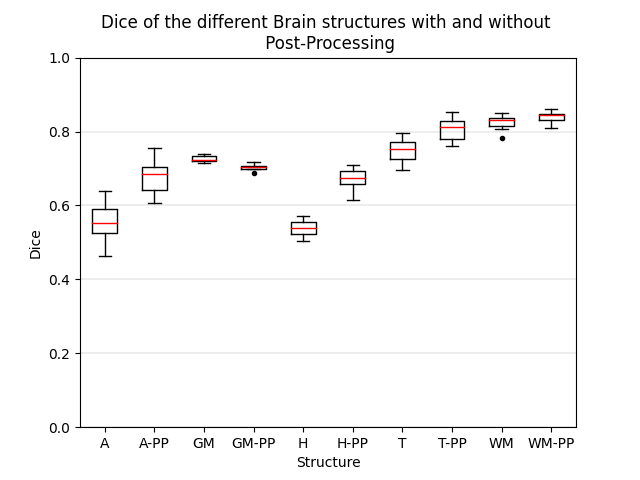 Dice of the different Brain structures with and without
Post-Processing
1.0
0.8
0.6
0.4
0.2
0.0
Dice
A A-PP GM GM-PP H H-PP T T-PP WM WM-PP
Structure